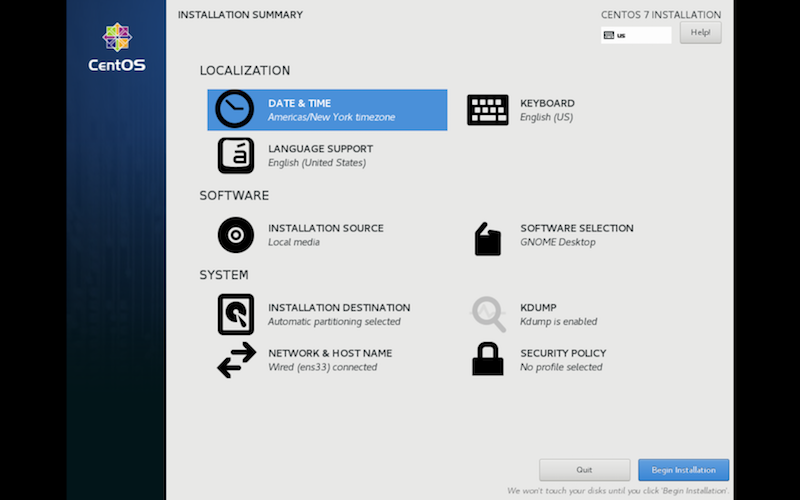 INSTALLATION SUMMARY
CENTOS 7 INSTALLATION
us
Help!
CentOS
LOCALIZATION
DATE & TIME
Americas/New York timezone
KEYBOARD
English (US)
LANGUAGE SUPPORT
English (United States)
SOFTWARE
INSTALLATION SOURCE
Local media
SOFTWARE SELECTION
GNOME Desktop
SYSTEM
INSTALLATION DESTINATION
Automatic partitioning selected
KDUMP
Kdump is enabled
NETWORK & HOST NAME
Wired (ens33) connected
SECURITY POLICY
No profile selected
Quit
Begin Installation
We won't touch your disks until you click 'Begin Installation'.